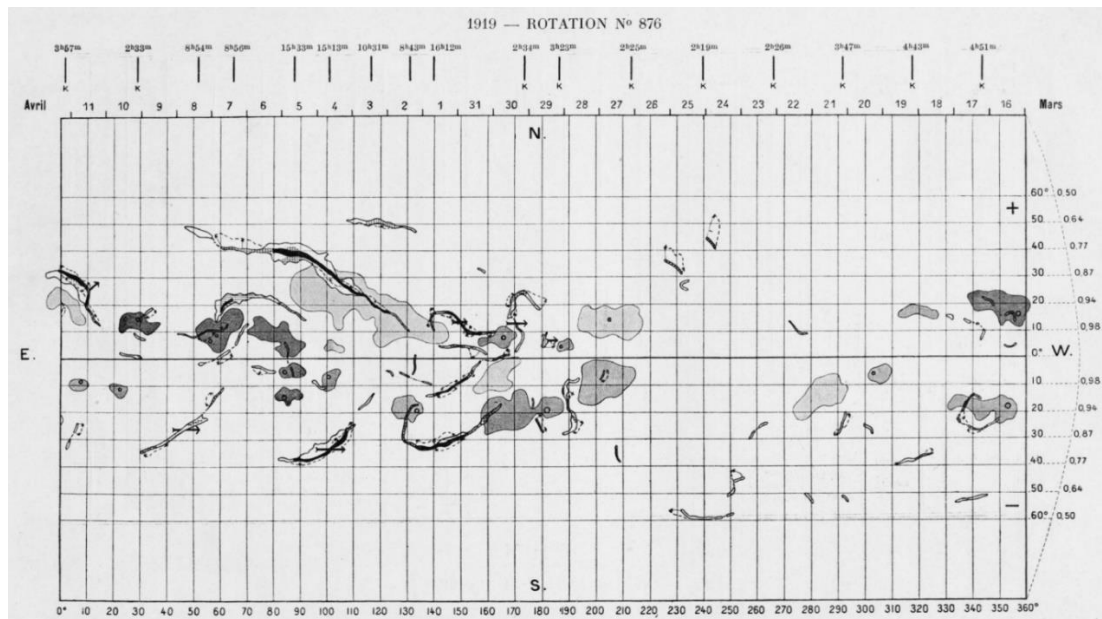 1919 — ROTATION Nº 876
3ʰ57ᵐ 2ʰ33ᵐ 8ʰ54ᵐ 8ʰ56ᵐ 15ʰ33ᵐ 15ʰ13ᵐ 10ʰ31ᵐ 8ʰ43ᵐ 16ʰ12ᵐ 2ʰ34ᵐ 3ʰ23ᵐ 2ʰ25ᵐ 2ʰ19ᵐ 2ʰ26ᵐ 3ʰ47ᵐ 4ʰ43ᵐ 4ʰ51ᵐ
K K K K K K K K K K
Avril 11 10 9 8 7 6 5 4 3 2 1 31 30 29 28 27 26 25 24 23 22 21 20 19 18 17 16 Mars
N.
60° 0,50
+
50 0,64
40 0,77
30 0,87
20 0,94
10 0,98
E. 0° W.
10 0,98
20 0,94
30 0,87
40 0,77
50 0,64
—
60° 0,50
S.
0° 10 20 30 40 50 60 70 80 90 100 110 120 130 140 150 160 170 180 190 200 210 220 230 240 250 260 270 280 290 300 310 320 330 340 350 360°